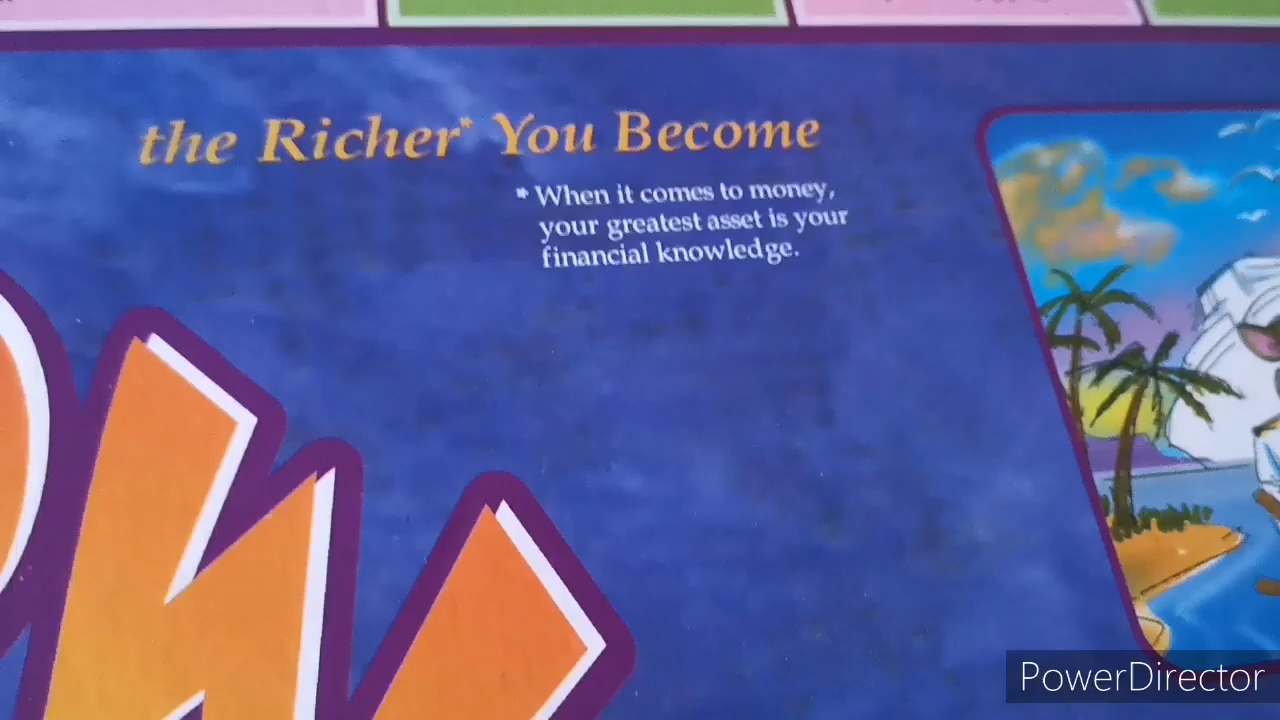 the Richer* You Become
* When it comes to money,
your greatest asset is your
financial knowledge.
W
PowerDirector